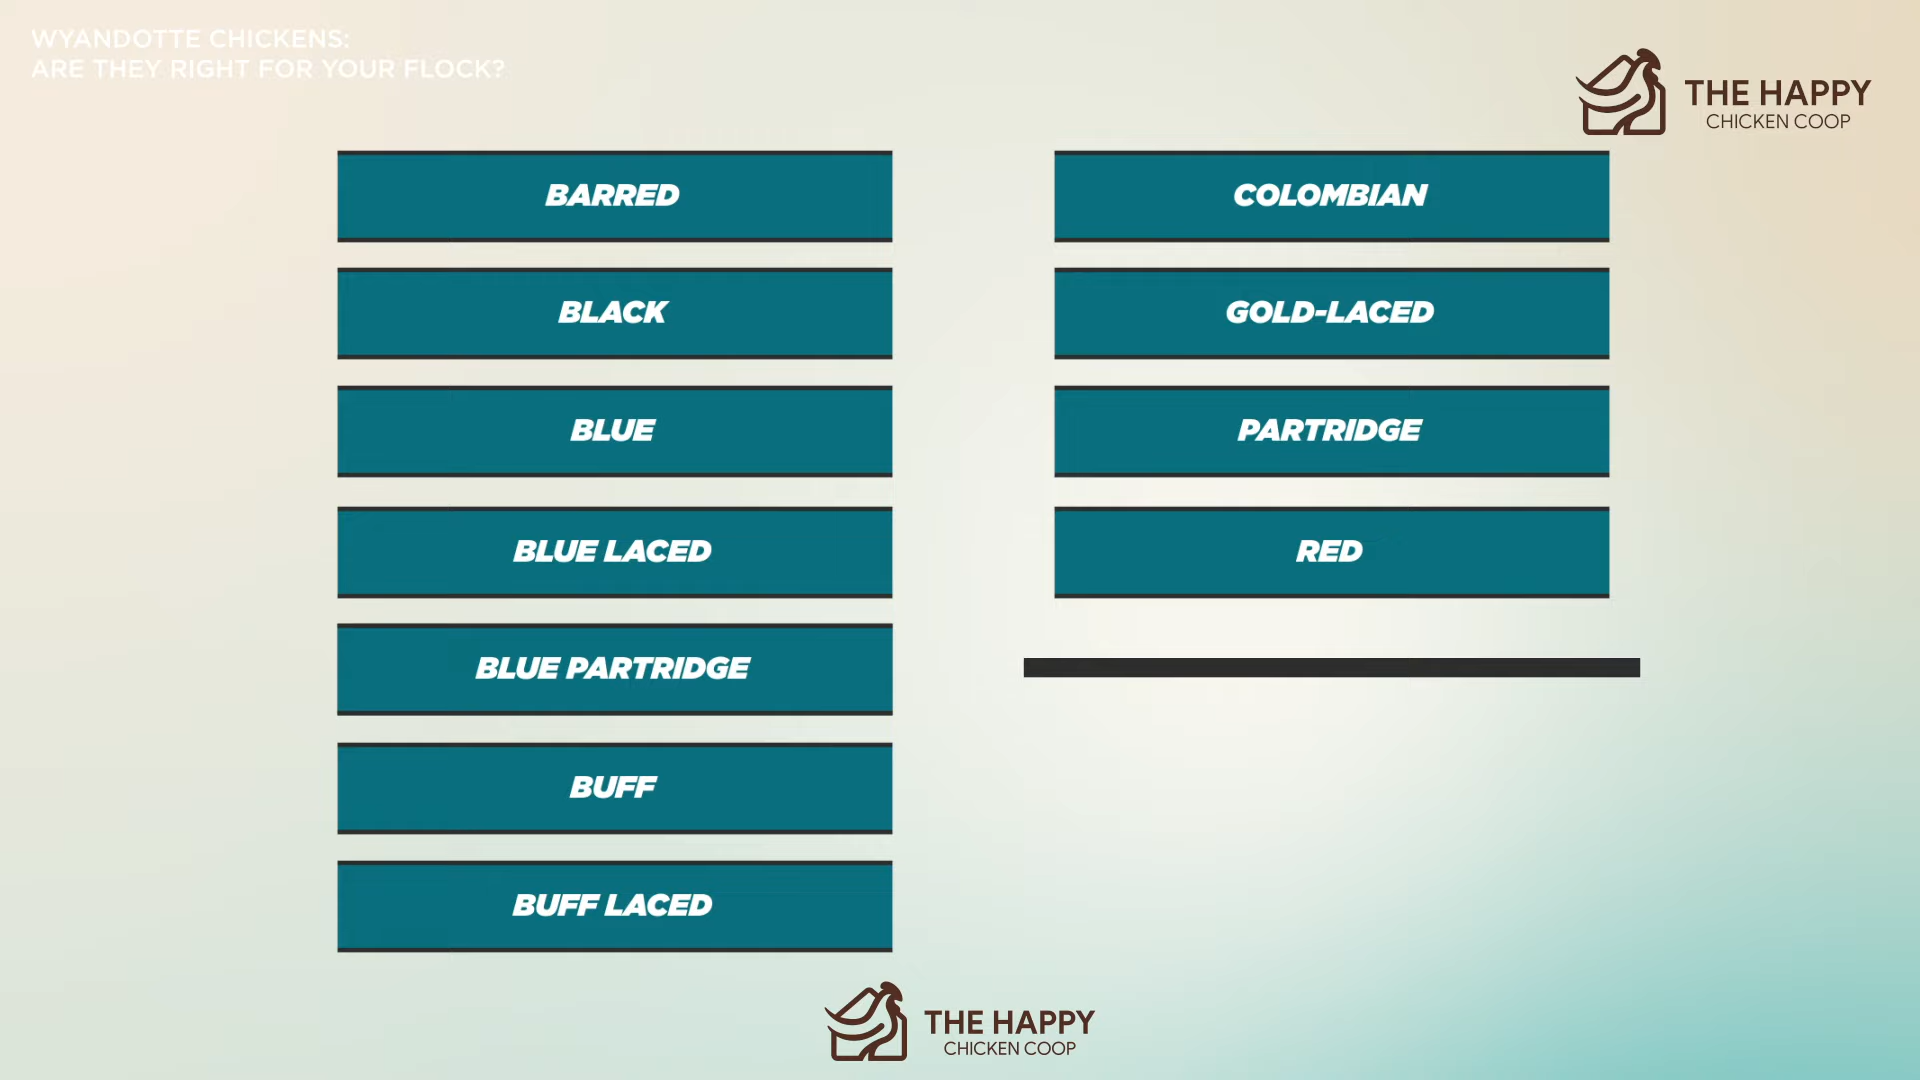 WYANDOTTE CHICKENS:
ARE THEY RIGHT FOR YOUR FLOCK?
THE HAPPY
CHICKEN COOP
BARRED
BLACK
BLUE
BLUE LACED
BLUE PARTRIDGE
BUFF
BUFF LACED
COLOMBIAN
GOLD-LACED
PARTRIDGE
RED
THE HAPPY
CHICKEN COOP